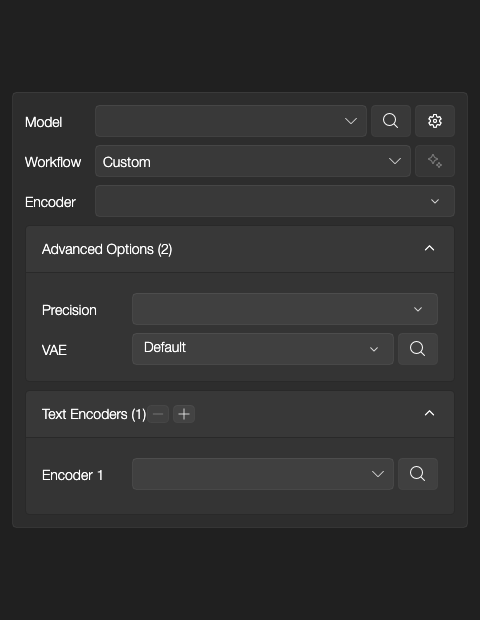 Model
Workflow Custom
Encoder
Advanced Options (2)
Precision
VAE Default
Text Encoders (1)
Encoder 1